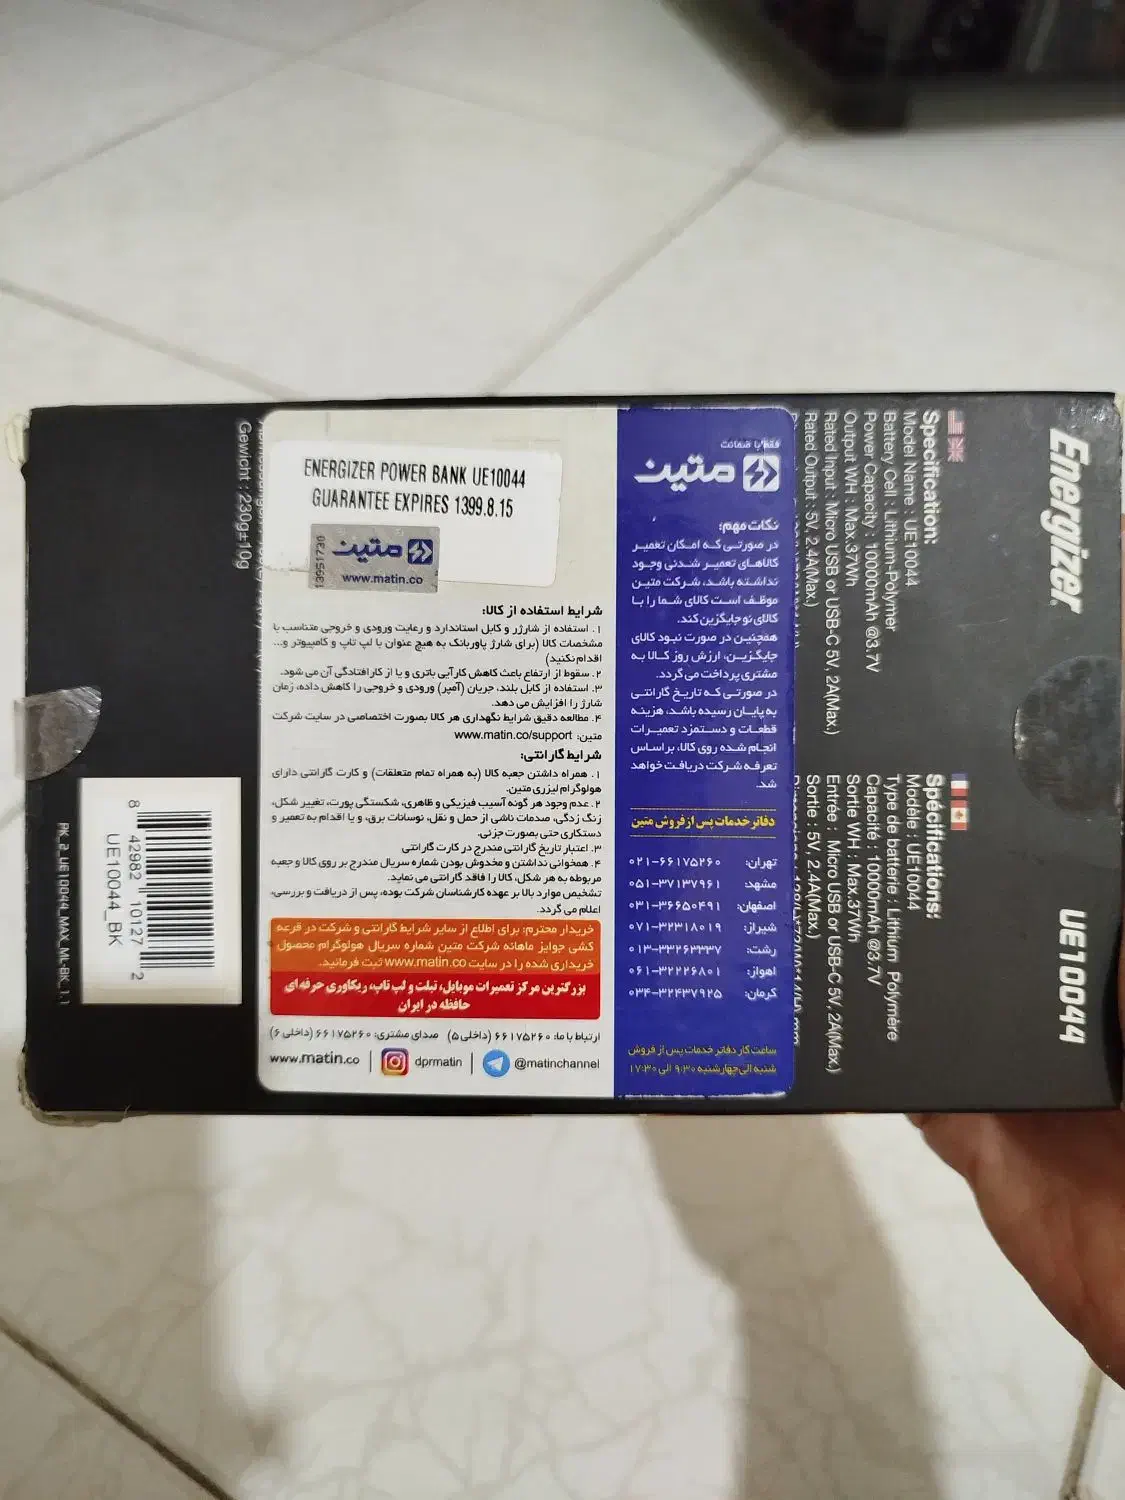 Energizer
UE10044
Specification:
Model Name : UE10044
Battery Cell : Lithium-Polymer
Power Capacity : 10000mAh @3.7V
Output WH : Max.37Wh
Rated Input : Micro USB or USB-C 5V, 2A(Max.)
Rated Output : 5V, 2.4A(Max.)
Spécifications:
Modèle : UE10044
Type de batterie : Lithium Polymère
Capacité : 10000mAh @3.7V
Sortie WH : Max.37Wh
Entrée : Micro USB or USB-C 5V, 2A(Max.)
Sortie : 5V, 2.4A(Max.)
فقط با ضمانت
متین
نکات مهم:
در صورتی که امکان تعمیر
کالاهای تعمیر شدنی وجود
نداشته باشد، شرکت متین
موظف است کالای شما را با
کالای نو جایگزین کند.
همچنین در صورت نبود کالای
جایگزین، ارزش روز کالا به
مشتری پرداخت می گردد.
در صورتی که تاریخ گارانتی
به پایان رسیده باشد، هزینه
قطعات و دستمزد تعمیرات
انجام شده روی کالا، براساس
تعرفه شرکت دریافت خواهد
شد.
دفاتر خدمات پس از فروش متین
تهران: ۰۲۱-۶۶۱۷۵۲۶۰
مشهد: ۰۵۱-۳۷۱۳۷۹۶۱
اصفهان: ۰۳۱-۳۶۶۵۰۴۹۱
شیراز: ۰۷۱-۳۲۳۱۸۰۱۹
رشت: ۰۱۳-۳۳۲۶۳۳۳۷
اهواز: ۰۶۱-۳۲۲۲۶۸۰۱
کرمان: ۰۳۴-۳۲۴۳۷۹۲۵
ساعت کار دفاتر خدمات پس از فروش
شنبه الی چهارشنبه ۹:۳۰ الی ۱۷:۳۰
ENERGIZER POWER BANK UE10044
GUARANTEE EXPIRES 1399.8.15
متین
www.matin.co
13951730
شرایط استفاده از کالا:
۱. استفاده از شارژر و کابل استاندارد و رعایت ورودی و خروجی متناسب با
مشخصات کالا (برای شارژ پاوربانک به هیچ عنوان با لپ تاپ و کامپیوتر و...
اقدام نکنید)
۲. سقوط از ارتفاع باعث کاهش کارآیی باتری و یا از کارافتادگی آن می شود.
۳. استفاده از کابل بلند، جریان (آمپر) ورودی و خروجی را کاهش داده، زمان
شارژ را افزایش می دهد.
۴. مطالعه دقیق شرایط نگهداری هر کالا بصورت اختصاصی در سایت شرکت
متین: www.matin.co/support
شرایط گارانتی:
۱. همراه داشتن جعبه کالا (به همراه تمام متعلقات) و کارت گارانتی دارای
هولوگرام لیزری متین.
۲. عدم وجود هر گونه آسیب فیزیکی و ظاهری، شکستگی پورت، تغییر شکل،
زنگ زدگی، صدمات ناشی از حمل و نقل، نوسانات برق، و یا اقدام به تعمیر و
دستکاری حتی بصورت جزئی.
۳. اعتبار تاریخ گارانتی مندرج در کارت گارانتی
۴. همخوانی نداشتن و مخدوش بودن شماره سریال مندرج بر روی کالا و جعبه
مربوطه به هر شکل، کالا را فاقد گارانتی می نماید.
تشخیص موارد بالا بر عهده کارشناسان شرکت بوده، پس از دریافت و بررسی،
اعلام می گردد.
خریدار محترم: برای اطلاع از سایر شرایط گارانتی و شرکت در قرعه
کشی جوایز ماهانه شرکت متین شماره سریال هولوگرام محصول
خریداری شده را در سایت www.matin.co ثبت فرمائید.
بزرگترین مرکز تعمیرات موبایل، تبلت و لپ تاپ، ریکاوری حرفه ای
حافظه در ایران
ارتباط با ما: ۶۶۱۷۵۲۶۰ (داخلی ۵) صدای مشتری: ۶۶۱۷۵۲۶۰ (داخلی ۶)
www.matin.co dprmatin @matinchannel
Gewicht : 230g±10g
8 42982 10127 2
UE10044_BK
PK_2_UE10044_MAX_ML-BK_1.1